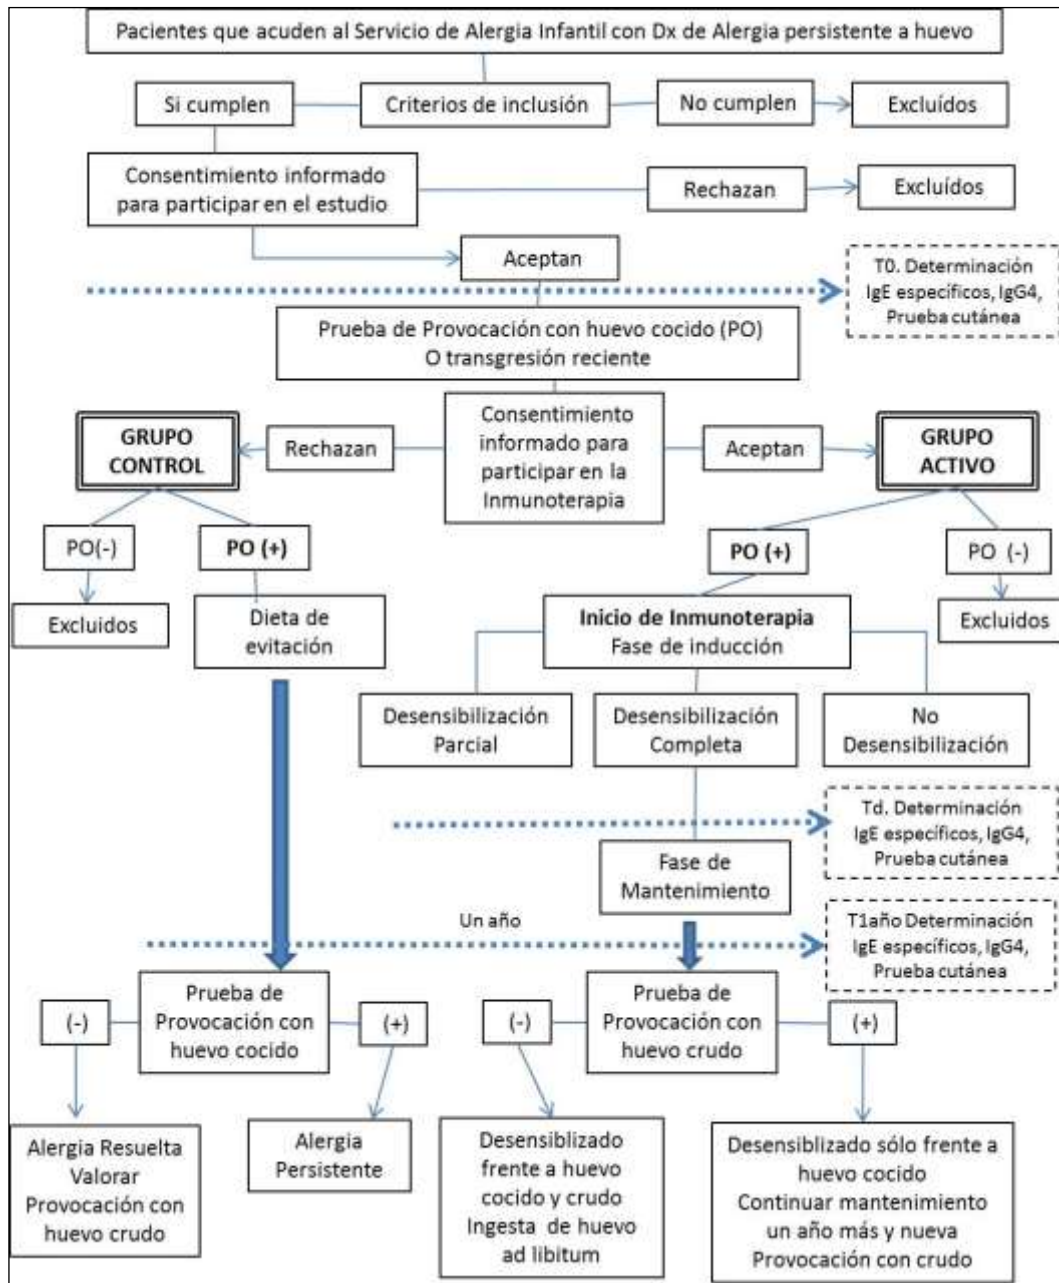 Pacientes que acuden al Servicio de Alergia Infantil con Dx de Alergia persistente a huevo
Si cumplen
Criterios de inclusión
No cumplen
Excluídos
Consentimiento informado
para participar en el estudio
Rechazan
Excluídos
Aceptan
T0. Determinación
IgE específicos, IgG4,
Prueba cutánea
Prueba de Provocación con huevo cocido (PO)
O transgresión reciente
GRUPO
CONTROL
Rechazan
Consentimiento
informado para
participar en la
Inmunoterapia
Aceptan
GRUPO
ACTIVO
PO(-)
PO (+)
PO (+)
PO (-)
Excluidos
Dieta de
evitación
Inicio de Inmunoterapia
Fase de inducción
Excluidos
Desensibilización
Parcial
Desensibilización
Completa
No
Desensibilización
Td. Determinación
IgE específicos, IgG4,
Prueba cutánea
Fase de
Mantenimiento
Un año
T1año Determinación
IgE específicos, IgG4,
Prueba cutánea
(-)
Prueba de
Provocación con
huevo cocido
(+)
(-)
Prueba de
Provocación con
huevo crudo
(+)
Alergia Resuelta
Valorar
Provocación con
huevo crudo
Alergia
Persistente
Desensiblizado
frente a huevo
cocido y crudo
Ingesta de huevo
ad libitum
Desensiblizado sólo frente a
huevo cocido
Continuar mantenimiento
un año más y nueva
Provocación con crudo